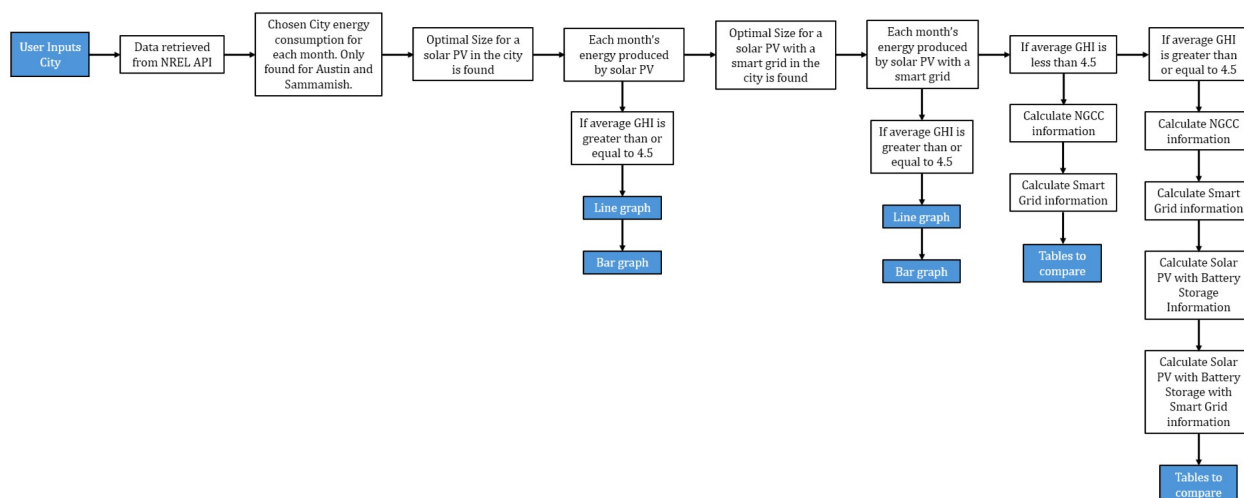 User Inputs
City
Data retrieved
from NREL API
Chosen City energy
consumption for
each month. Only
found for Austin and
Sammamish.
Optimal Size for a
solar PV in the city
is found
Each month's
energy produced
by solar PV
If average GHI is
greater than or
equal to 4.5
Line graph
Bar graph
Optimal Size for a
solar PV with a
smart grid in the
city is found
Each month's
energy produced
by solar PV with a
smart grid
If average GHI is
greater than or
equal to 4.5
Line graph
Bar graph
If average GHI is
less than 4.5
Calculate NGCC
information
Calculate Smart
Grid information
Tables to
compare
If average GHI
is greater than
or equal to 4.5
Calculate NGCC
information
Calculate Smart
Grid information
Calculate Solar
PV with Battery
Storage
Information
Calculate Solar
PV with Battery
Storage with
Smart Grid
information
Tables to
compare